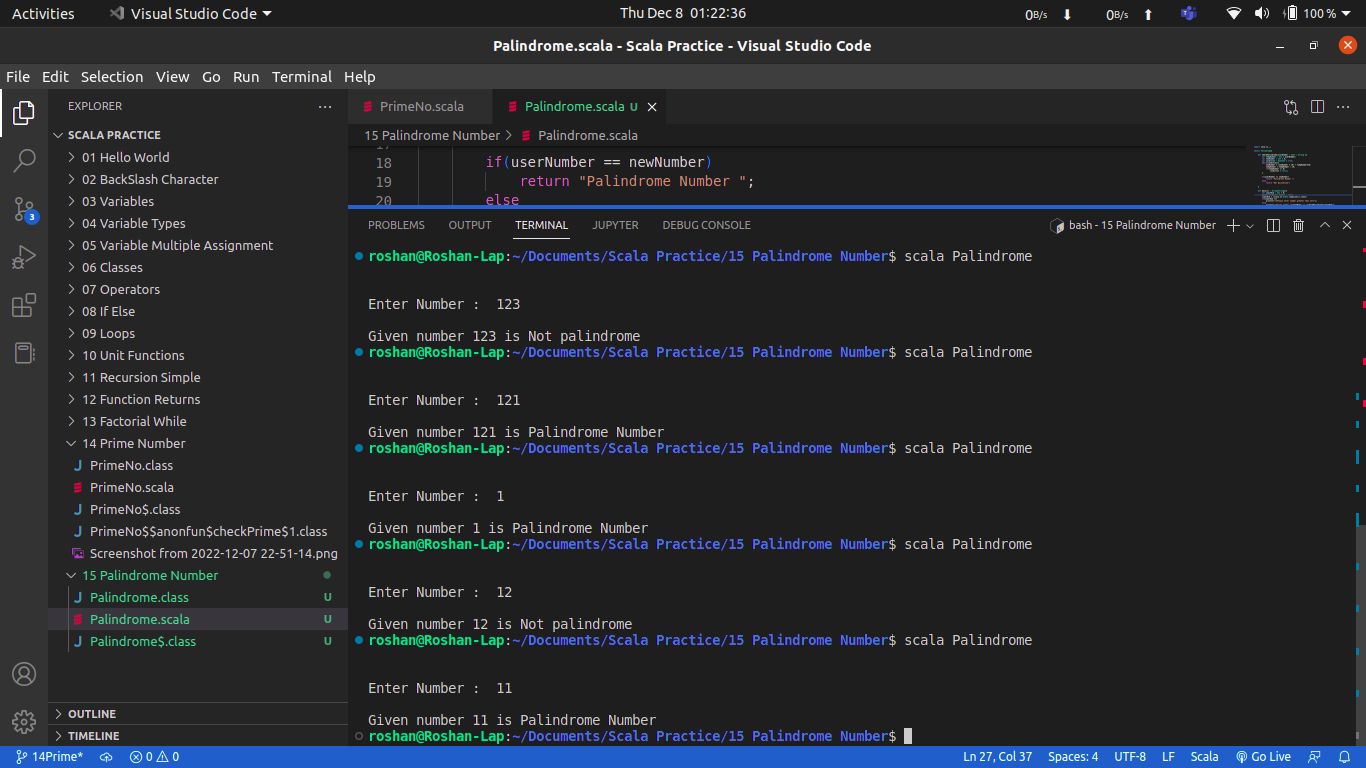 Activities Visual Studio Code Thu Dec 8 01:22:36 0B/s 0B/s 100 %
Palindrome.scala - Scala Practice - Visual Studio Code
File Edit Selection View Go Run Terminal Help
EXPLORER
SCALA PRACTICE
01 Hello World
02 BackSlash Character
03 Variables
04 Variable Types
05 Variable Multiple Assignment
06 Classes
07 Operators
08 If Else
09 Loops
10 Unit Functions
11 Recursion Simple
12 Function Returns
13 Factorial While
14 Prime Number
PrimeNo.class
PrimeNo.scala
PrimeNo$.class
PrimeNo$$anonfun$checkPrime$1.class
Screenshot from 2022-12-07 22-51-14.png
15 Palindrome Number
Palindrome.class U
Palindrome.scala U
Palindrome$.class U
OUTLINE
TIMELINE
3
PrimeNo.scala Palindrome.scala U
15 Palindrome Number > Palindrome.scala
18 if(userNumber == newNumber)
19 return "Palindrome Number ";
20 else
PROBLEMS OUTPUT TERMINAL JUPYTER DEBUG CONSOLE bash - 15 Palindrome Number
roshan@Roshan-Lap:~/Documents/Scala Practice/15 Palindrome Number$ scala Palindrome
Enter Number : 123
Given number 123 is Not palindrome
roshan@Roshan-Lap:~/Documents/Scala Practice/15 Palindrome Number$ scala Palindrome
Enter Number : 121
Given number 121 is Palindrome Number
roshan@Roshan-Lap:~/Documents/Scala Practice/15 Palindrome Number$ scala Palindrome
Enter Number : 1
Given number 1 is Palindrome Number
roshan@Roshan-Lap:~/Documents/Scala Practice/15 Palindrome Number$ scala Palindrome
Enter Number : 12
Given number 12 is Not palindrome
roshan@Roshan-Lap:~/Documents/Scala Practice/15 Palindrome Number$ scala Palindrome
Enter Number : 11
Given number 11 is Palindrome Number
roshan@Roshan-Lap:~/Documents/Scala Practice/15 Palindrome Number$
14Prime* 0 0 Ln 27, Col 37 Spaces: 4 UTF-8 LF Scala Go Live